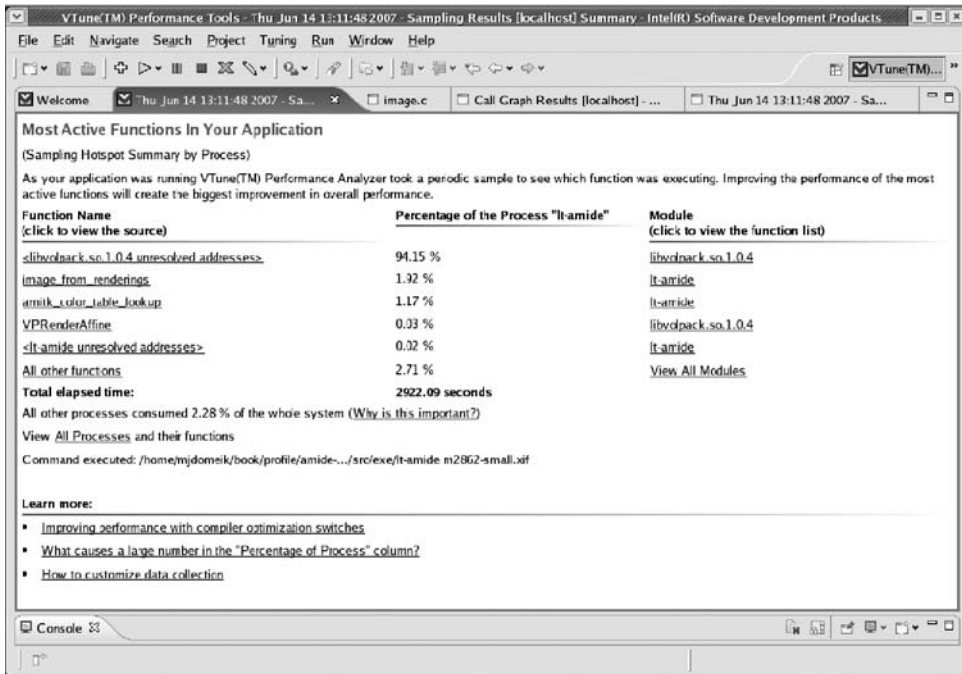 VTune(TM) Performance Tools - Thu Jun 14 13:11:48 2007 - Sampling Results [localhost] Summary - Intel(R) Software Development Products
File Edit Navigate Search Project Tuning Run Window Help
VTune(TM)... »
Welcome
Thu Jun 14 13:11:48 2007 - Sa...
image.c
Call Graph Results [localhost] - ...
Thu Jun 14 13:11:48 2007 - Sa...
Most Active Functions In Your Application
(Sampling Hotspot Summary by Process)
As your application was running VTune(TM) Performance Analyzer took a periodic sample to see which function was executing. Improving the performance of the most
active functions will create the biggest improvement in overall performance.
Function Name Percentage of the Process "lt-amide" Module
(click to view the source) (click to view the function list)
<libvolpack.so.1.0.4 unresolved addresses> 94.15 % libvolpack.so.1.0.4
image_from_renderings 1.92 % lt-amide
amitk_color_table_lookup 1.17 % lt-amide
VPRenderAffine 0.03 % libvolpack.so.1.0.4
<lt-amide unresolved addresses> 0.02 % lt-amide
All other functions 2.71 % View All Modules
Total elapsed time: 2922.09 seconds
All other processes consumed 2.28 % of the whole system (Why is this important?)
View All Processes and their functions
Command executed: /home/mjdomeik/book/profile/amide-.../src/exe/lt-amide m2862-small.xif
Learn more:
• Improving performance with compiler optimization switches
• What causes a large number in the "Percentage of Process" column?
• How to customize data collection
Console